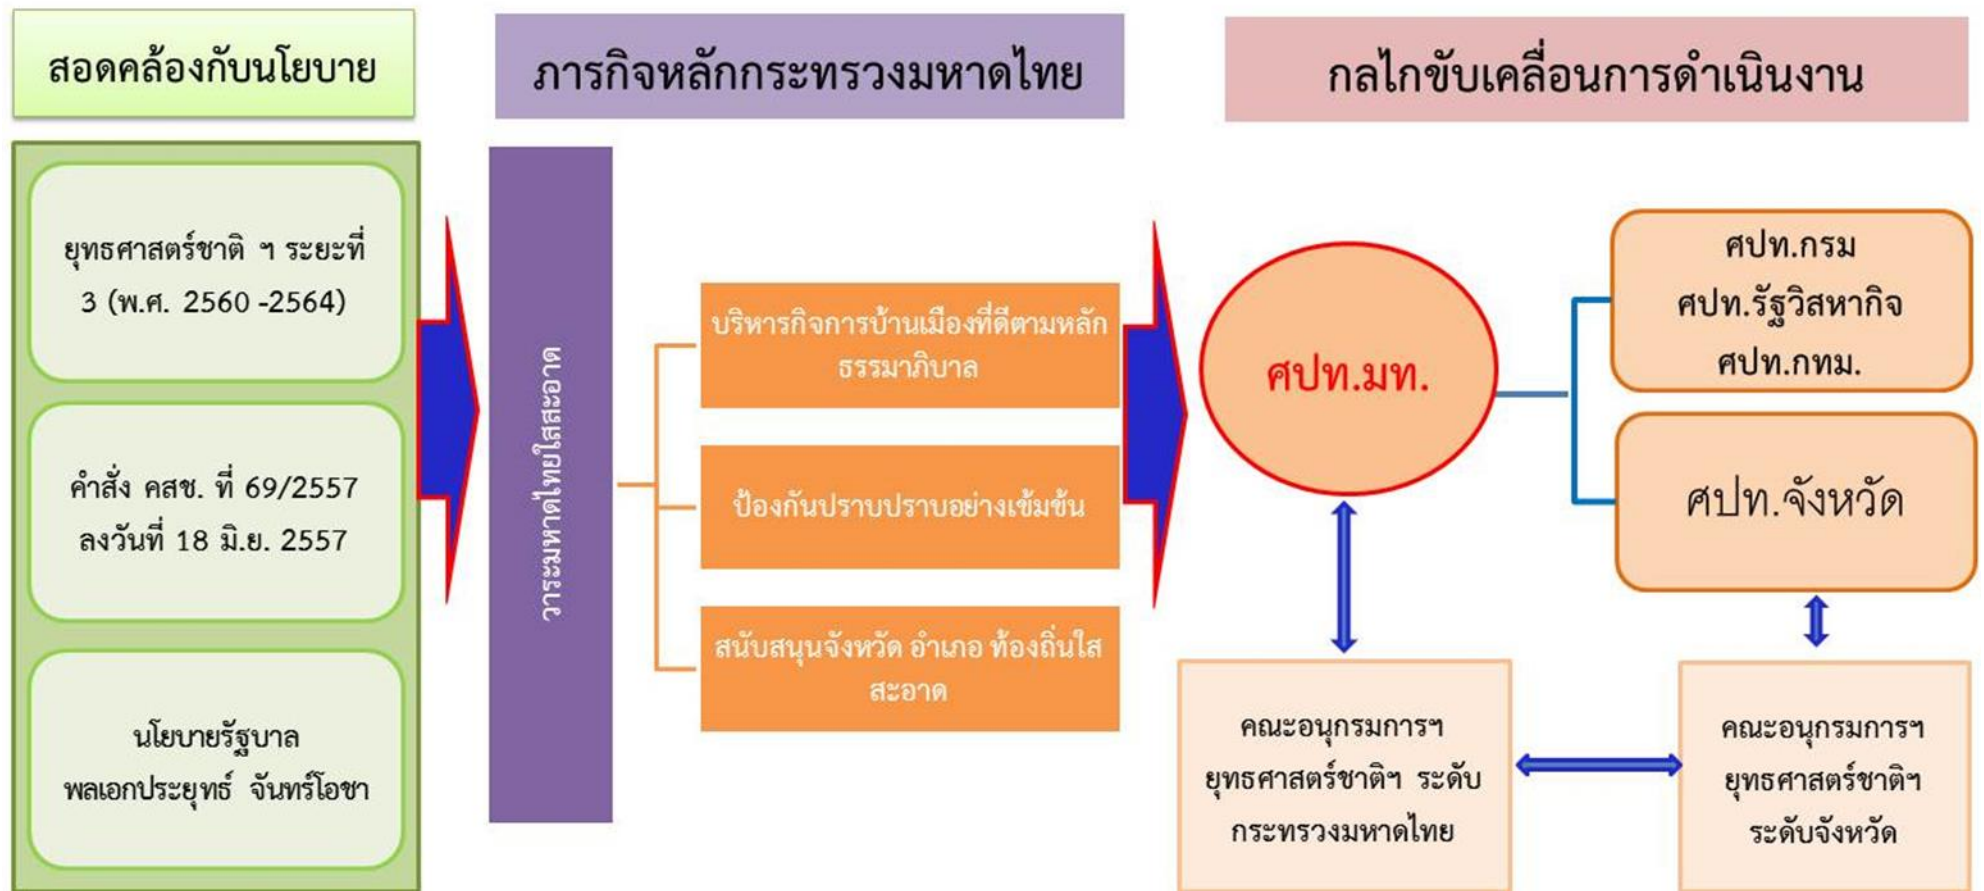 สอดคล้องกับนโยบาย
ยุทธศาสตร์ชาติ ฯ ระยะที่
3 (พ.ศ. 2560 -2564)
คำสั่ง คสช. ที่ 69/2557
ลงวันที่ 18 มิ.ย. 2557
นโยบายรัฐบาล
พลเอกประยุทธ์ จันทร์โอชา
ภารกิจหลักกระทรวงมหาดไทย
วาระมหาดไทยใสสะอาด
บริหารกิจการบ้านเมืองที่ดีตามหลัก
ธรรมาภิบาล
ป้องกันปราบปราบอย่างเข้มข้น
สนับสนุนจังหวัด อำเภอ ท้องถิ่นใส
สะอาด
กลไกขับเคลื่อนการดำเนินงาน
ศปท.มท.
ศปท.กรม
ศปท.รัฐวิสหากิจ
ศปท.กทม.
ศปท.จังหวัด
คณะอนุกรมการฯ
ยุทธศาสตร์ชาติฯ ระดับ
กระทรวงมหาดไทย
คณะอนุกรมการฯ
ยุทธศาสตร์ชาติฯ
ระดับจังหวัด